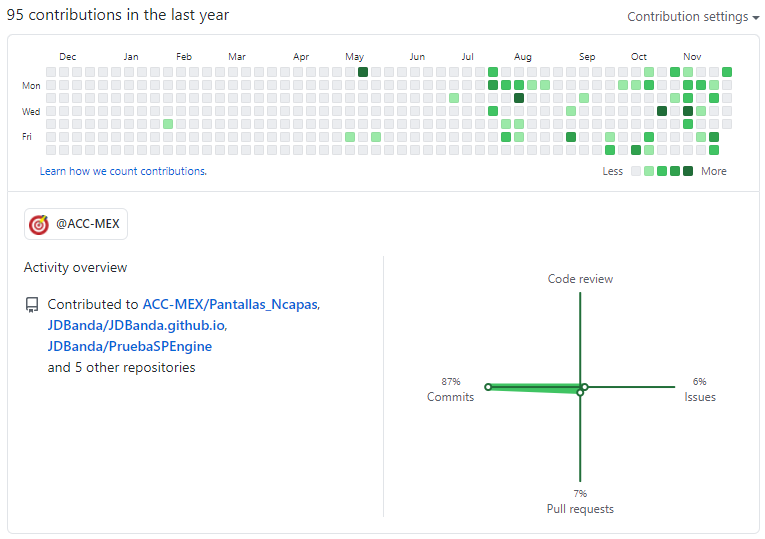 95 contributions in the last year
Contribution settings
Dec Jan Feb Mar Apr May Jun Jul Aug Sep Oct Nov
Mon
Wed
Fri
Learn how we count contributions.
Less More
@ACC-MEX
Activity overview
Contributed to ACC-MEX/Pantallas_Ncapas,
JDBanda/JDBanda.github.io,
JDBanda/PruebaSPEngine
and 5 other repositories
Code review
87%
Commits
6%
Issues
7%
Pull requests